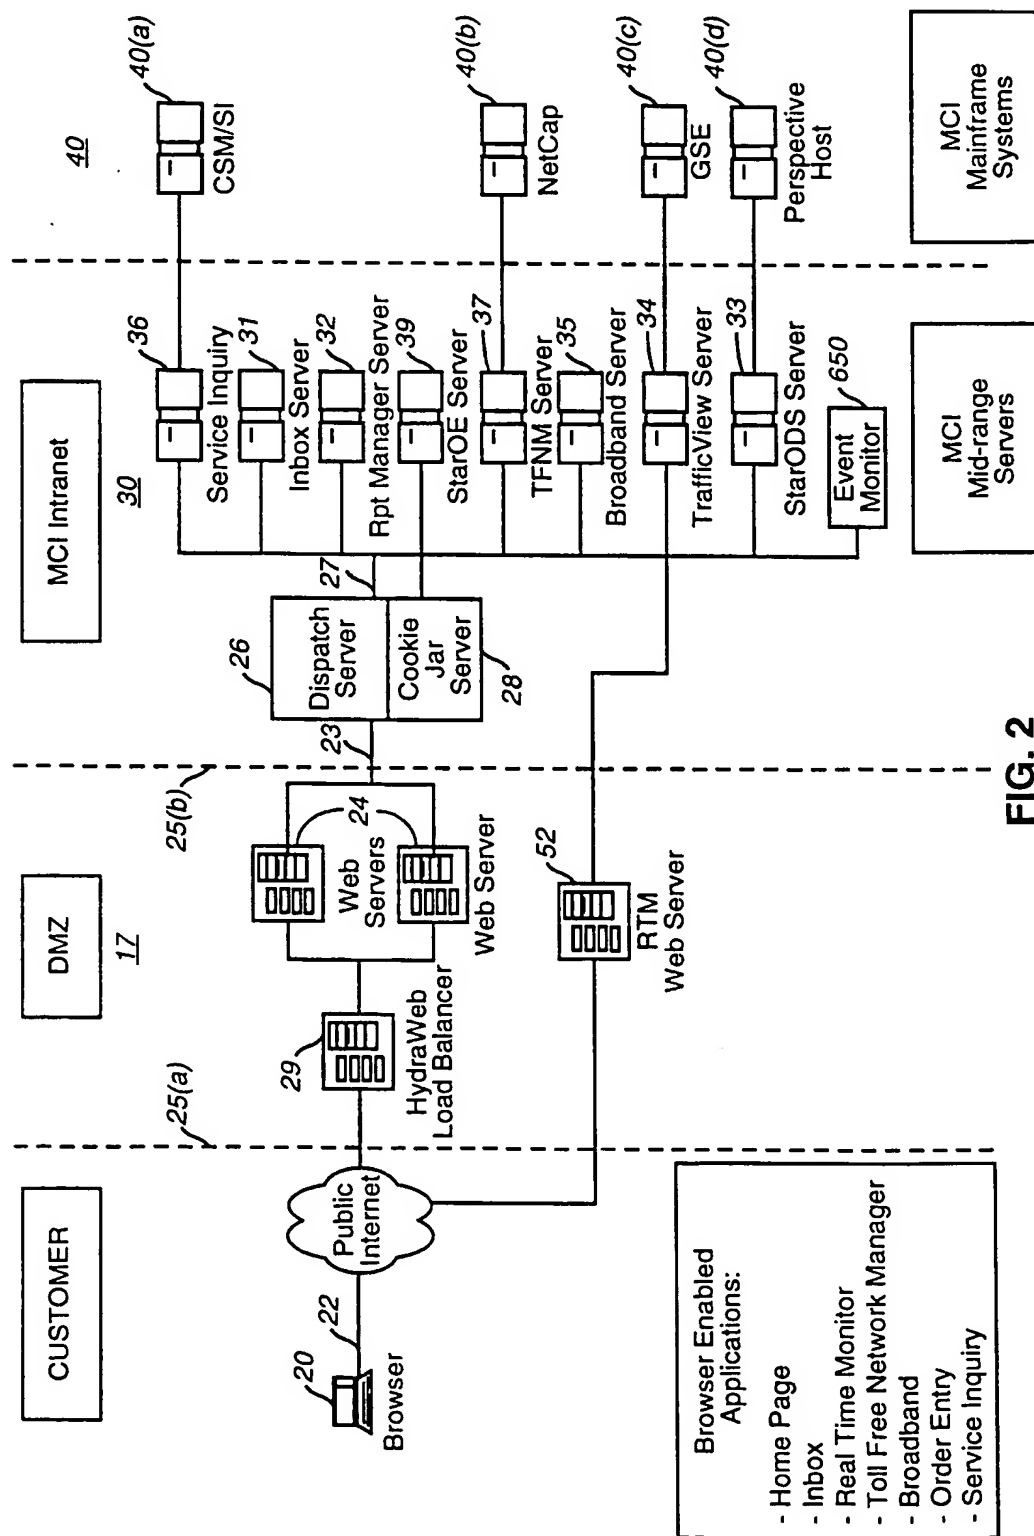 CUSTOMER
DMZ
17
MCI Intranet
30
40
25(a)
25(b)
20
22
Browser
Public
Internet
29
HydraWeb
Load Balancer
Web
Servers
24
Web Server
52
RTM
Web Server
23
26
Dispatch
Server
Cookie
Jar
Server
28
27
36
Service Inquiry
31
Inbox Server
32
Rpt Manager Server
39
StarOE Server
37
TFNM Server
35
Broadband Server
34
TrafficView Server
33
StarODS Server
650
Event
Monitor
40(a)
CSM/SI
40(b)
NetCap
40(c)
GSE
40(d)
Perspective
Host
Browser Enabled
Applications:
- Home Page
- Inbox
- Real Time Monitor
- Toll Free Network Manager
- Broadband
- Order Entry
- Service Inquiry
MCI
Mid-range
Servers
MCI
Mainframe
Systems
FIG. 2